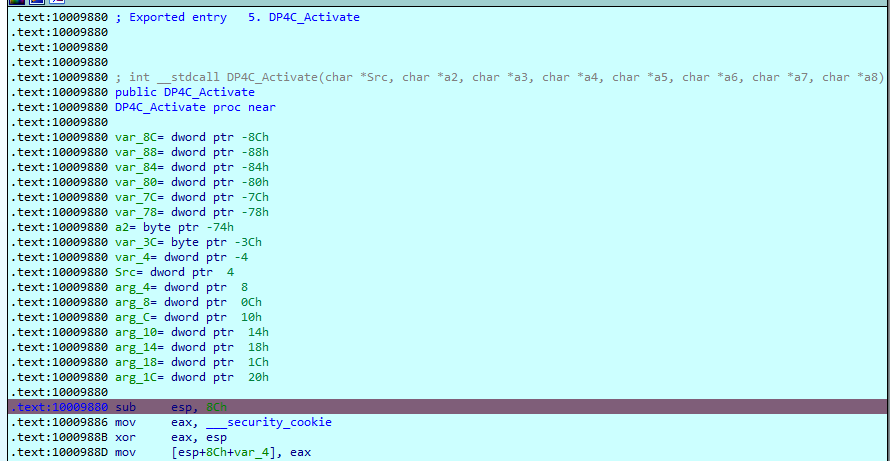 .text:10009880 ; Exported entry   5. DP4C_Activate
.text:10009880
.text:10009880
.text:10009880
.text:10009880 ; int __stdcall DP4C_Activate(char *Src, char *a2, char *a3, char *a4, char *a5, char *a6, char *a7, char *a8)
.text:10009880 public DP4C_Activate
.text:10009880 DP4C_Activate proc near
.text:10009880
.text:10009880 var_8C= dword ptr -8Ch
.text:10009880 var_88= dword ptr -88h
.text:10009880 var_84= dword ptr -84h
.text:10009880 var_80= dword ptr -80h
.text:10009880 var_7C= dword ptr -7Ch
.text:10009880 var_78= dword ptr -78h
.text:10009880 a2= byte ptr -74h
.text:10009880 var_3C= byte ptr -3Ch
.text:10009880 var_4= dword ptr -4
.text:10009880 Src= dword ptr  4
.text:10009880 arg_4= dword ptr  8
.text:10009880 arg_8= dword ptr  0Ch
.text:10009880 arg_C= dword ptr  10h
.text:10009880 arg_10= dword ptr  14h
.text:10009880 arg_14= dword ptr  18h
.text:10009880 arg_18= dword ptr  1Ch
.text:10009880 arg_1C= dword ptr  20h
.text:10009880
.text:10009880 sub     esp, 8Ch
.text:10009886 mov     eax, ___security_cookie
.text:1000988B xor     eax, esp
.text:1000988D mov     [esp+8Ch+var_4], eax